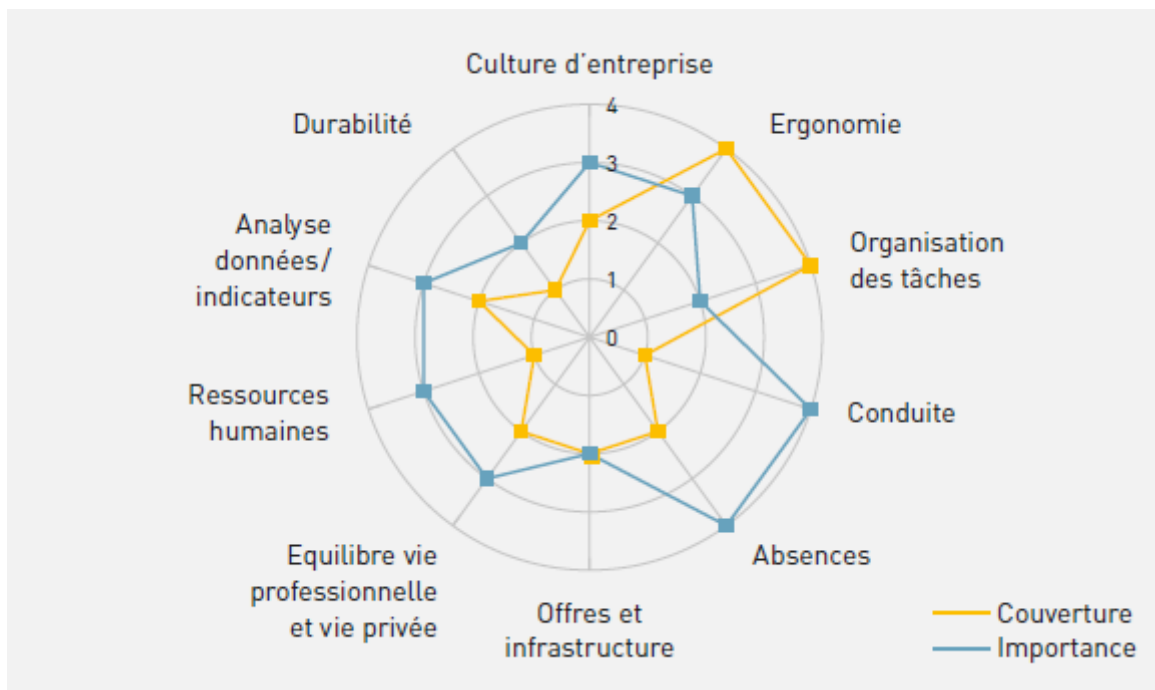 Culture d'entreprise
Durabilité
4
Ergonomie
3
Analyse
données/
indicateurs
2
Organisation
des tâches
1
0
Ressources
humaines
Conduite
Equilibre vie
professionnelle
et vie privée
Absences
Offres et
infrastructure
Couverture
Importance